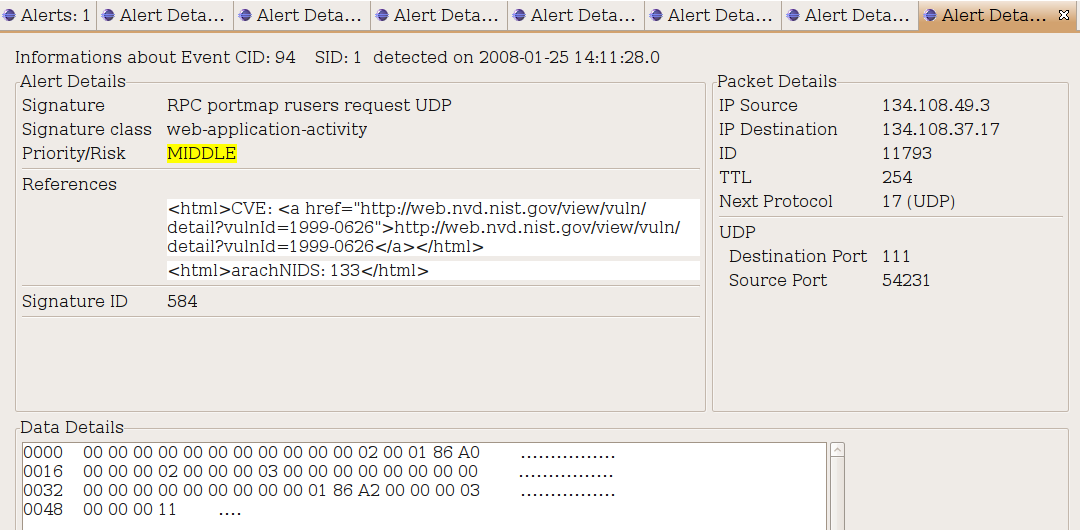 Alerts: 1 Alert Deta... Alert Deta... Alert Deta... Alert Deta... Alert Deta... Alert Deta... Alert Deta...
Informations about Event CID: 94 SID: 1 detected on 2008-01-25 14:11:28.0
Alert Details
Signature RPC portmap rusers request UDP
Signature class web-application-activity
Priority/Risk MIDDLE
References
<html>CVE: <a href="http://web.nvd.nist.gov/view/vuln/
detail?vulnId=1999-0626">http://web.nvd.nist.gov/view/vuln/
detail?vulnId=1999-0626</a></html>
<html>arachNIDS: 133</html>
Signature ID 584
Packet Details
IP Source 134.108.49.3
IP Destination 134.108.37.17
ID 11793
TTL 254
Next Protocol 17 (UDP)
UDP
Destination Port 111
Source Port 54231
Data Details
0000 00 00 00 00 00 00 00 00 00 00 00 02 00 01 86 A0 ................
0016 00 00 00 02 00 00 00 03 00 00 00 00 00 00 00 00 ................
0032 00 00 00 00 00 00 00 00 00 01 86 A2 00 00 00 03 ................
0048 00 00 00 11 ....